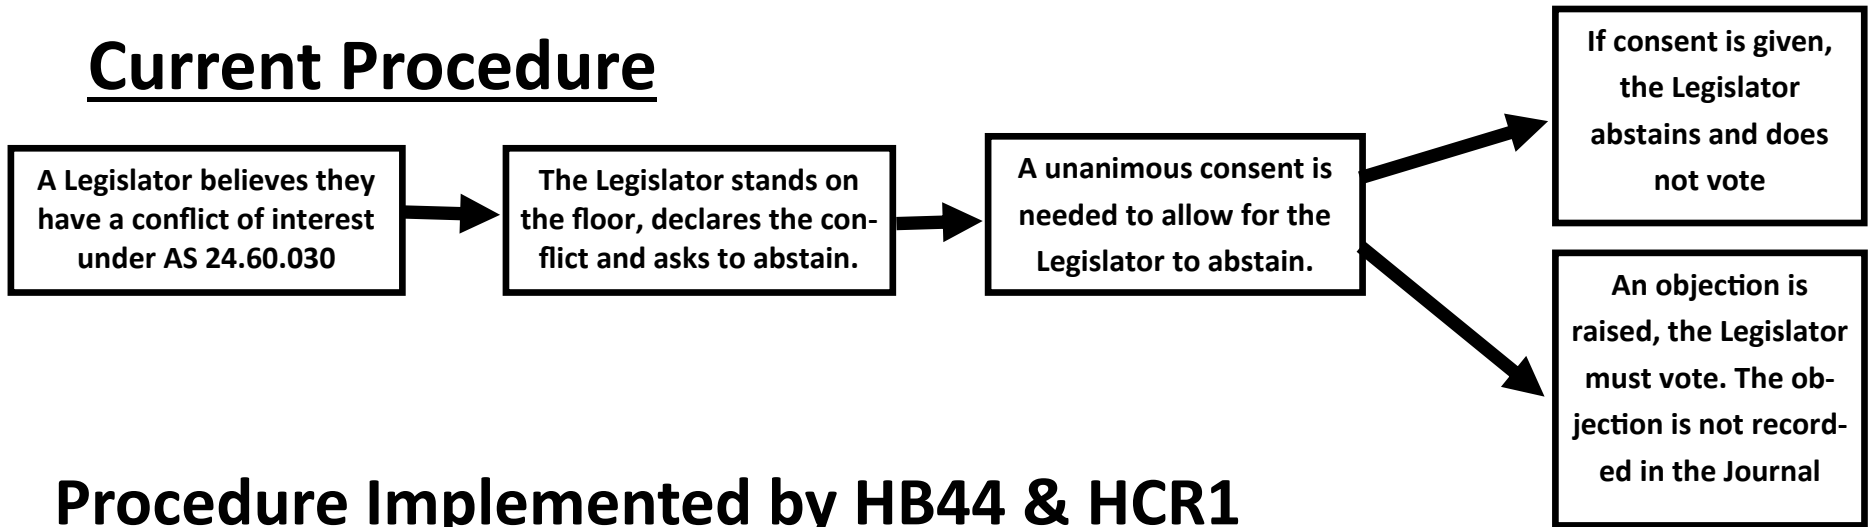 Current Procedure
A Legislator believes they
have a conflict of interest
under AS 24.60.030
The Legislator stands on
the floor, declares the con-
flict and asks to abstain.
A unanimous consent is
needed to allow for the
Legislator to abstain.
If consent is given,
the Legislator
abstains and does
not vote
An objection is
raised, the Legislator
must vote. The ob-
jection is not record-
ed in the Journal
Procedure Implemented by HB44 & HCR1